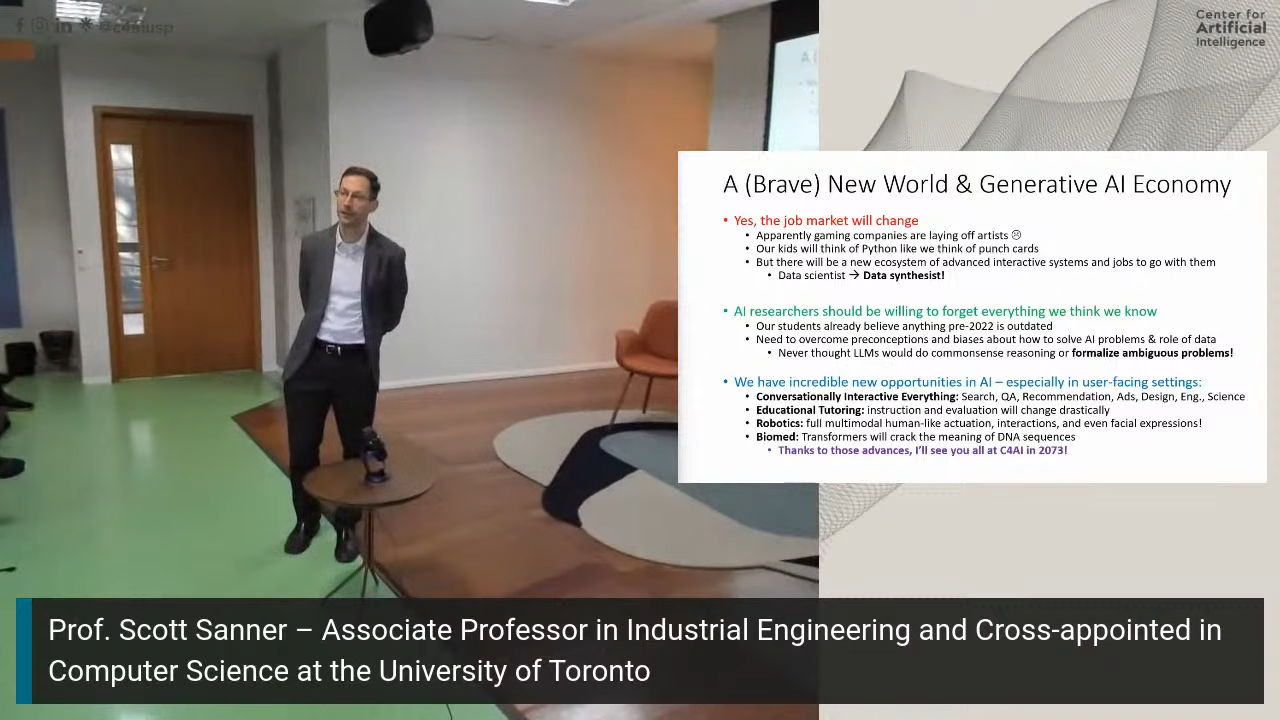 @c4aiusp
Center for
Artificial
Intelligence
A (Brave) New World & Generative AI Economy
• Yes, the job market will change
• Apparently gaming companies are laying off artists ☹
• Our kids will think of Python like we think of punch cards
• But there will be a new ecosystem of advanced interactive systems and jobs to go with them
• Data scientist → Data synthesist!
• AI researchers should be willing to forget everything we think we know
• Our students already believe anything pre-2022 is outdated
• Need to overcome preconceptions and biases about how to solve AI problems & role of data
• Never thought LLMs would do commonsense reasoning or formalize ambiguous problems!
• We have incredible new opportunities in AI – especially in user-facing settings:
• Conversationally Interactive Everything: Search, QA, Recommendation, Ads, Design, Eng., Science
• Educational Tutoring: instruction and evaluation will change drastically
• Robotics: full multimodal human-like actuation, interactions, and even facial expressions!
• Biomed: Transformers will crack the meaning of DNA sequences
• Thanks to those advances, I'll see you all at C4AI in 2073!
Prof. Scott Sanner – Associate Professor in Industrial Engineering and Cross-appointed in
Computer Science at the University of Toronto